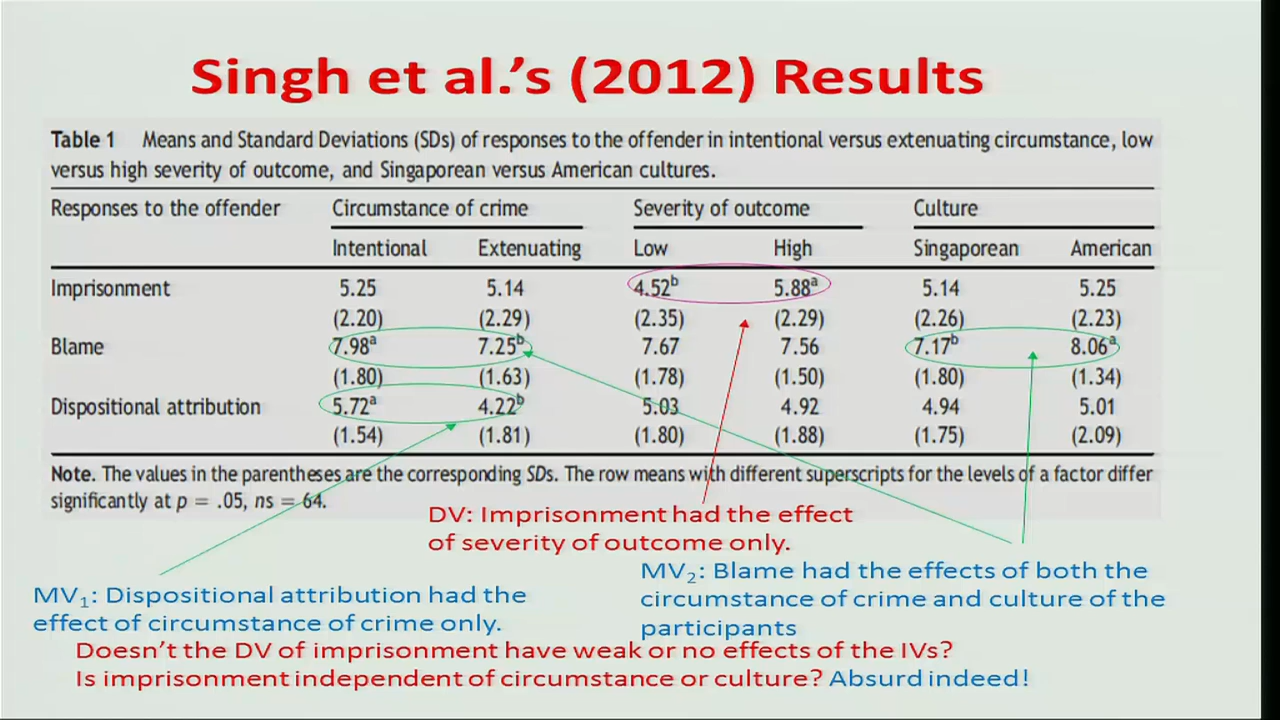 Singh et al.’s (2012) Results
Table 1 Means and Standard Deviations (SDs) of responses to the offender in intentional versus extenuating circumstance, low
versus high severity of outcome, and Singaporean versus American cultures.
Responses to the offender Circumstance of crime Severity of outcome Culture
Intentional Extenuating Low High Singaporean American
Imprisonment 5.25 5.14 4.52ᵇ 5.88ᵃ 5.14 5.25
(2.20) (2.29) (2.35) (2.29) (2.26) (2.23)
Blame 7.98ᵃ 7.25ᵇ 7.67 7.56 7.17ᵇ 8.06ᵃ
(1.80) (1.63) (1.78) (1.50) (1.80) (1.34)
Dispositional attribution 5.72ᵃ 4.22ᵇ 5.03 4.92 4.94 5.01
(1.54) (1.81) (1.80) (1.88) (1.75) (2.09)
Note. The values in the parentheses are the corresponding SDs. The row means with different superscripts for the levels of a factor differ
significantly at p = .05, ns = 64.
DV: Imprisonment had the effect
of severity of outcome only.
MV₁: Dispositional attribution had the
effect of circumstance of crime only.
MV₂: Blame had the effects of both the
circumstance of crime and culture of the
participants
Doesn’t the DV of imprisonment have weak or no effects of the IVs?
Is imprisonment independent of circumstance or culture? Absurd indeed!